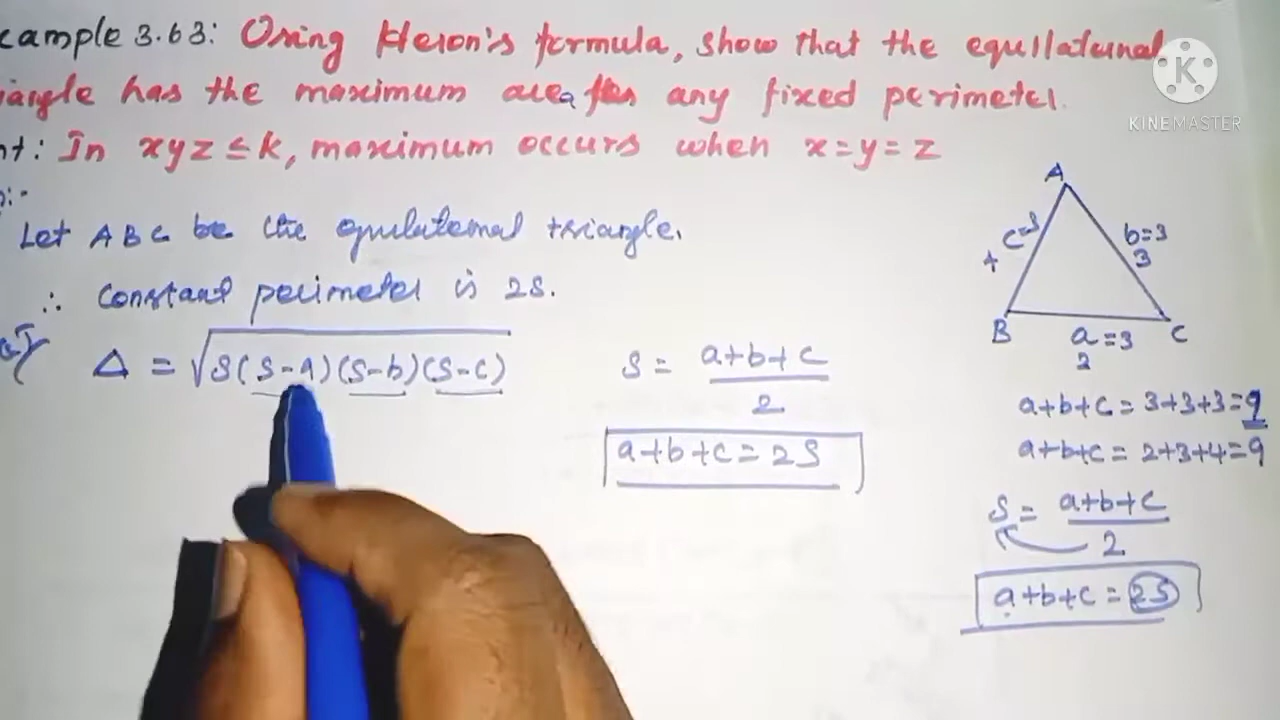 cample 3.63: Using Heron's formula, show that the equilateral
iangle has the maximum area for any fixed perimeter.
nt: In xyz ≤ k, maximum occurs when x = y = z
KINEMASTER
Let ABC be the equilateral triangle.
∴ Constant perimeter is 2S.
Δ = √S(S-a)(S-b)(S-c)
S = a+b+c / 2
a+b+c = 2S
A
c=3
4
b=3
3
B
a=3
2
C
a+b+c = 3+3+3=9
a+b+c = 2+3+4=9
S = a+b+c / 2
a+b+c = 2S